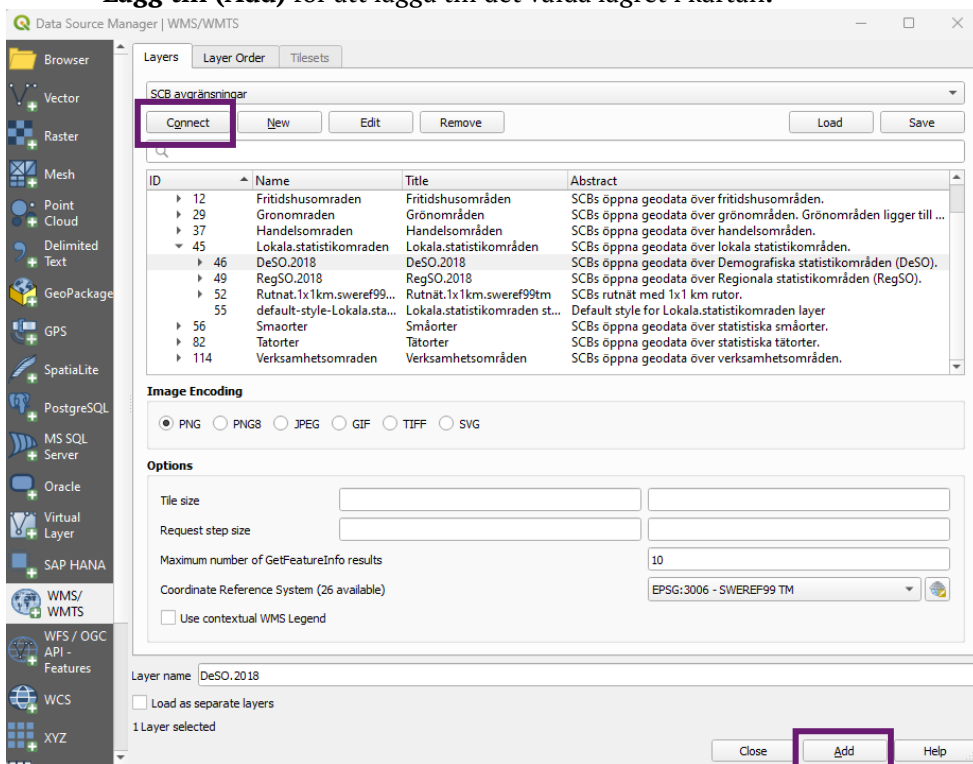 Lägg till (Add) för att lägga till det valda lagret i kartan.
Data Source Manager | WMS/WMTS
Browser
Vector
Raster
Mesh
Point
Cloud
Delimited
Text
GeoPackage
GPS
SpatiaLite
PostgreSQL
MS SQL
Server
Oracle
Virtual
Layer
SAP HANA
WMS/
WMTS
WFS / OGC
API -
Features
WCS
XYZ
Layers Layer Order Tilesets
SCB avgränsningar
Connect New Edit Remove Load Save
ID Name Title Abstract
12 Fritidshusomraden Fritidshusområden SCBs öppna geodata över fritidshusområden.
29 Gronomraden Grönområden SCBs öppna geodata över grönområden. Grönområden ligger till ...
37 Handelsomraden Handelsområden SCBs öppna geodata över handelsområden.
45 Lokala.statistikomraden Lokala.statistikområden SCBs öppna geodata över lokala statistikområden.
46 DeSO.2018 DeSO.2018 SCBs öppna geodata över Demografiska statistikområden (DeSO).
49 RegSO.2018 RegSO.2018 SCBs öppna geodata över Regionala statistikområden (RegSO).
52 Rutnat.1x1km.sweref99... Rutnät.1x1km.sweref99tm SCBs rutnät med 1x1 km rutor.
55 default-style-Lokala.sta... Lokala.statistikomraden st... Default style for Lokala.statistikomraden layer
56 Smaorter Småorter SCBs öppna geodata över statistiska småorter.
82 Tatorter Tätorter SCBs öppna geodata över statistiska tätorter.
114 Verksamhetsomraden Verksamhetsområden SCBs öppna geodata över verksamhetsområden.
Image Encoding
PNG PNG8 JPEG GIF TIFF SVG
Options
Tile size
Request step size
Maximum number of GetFeatureInfo results 10
Coordinate Reference System (26 available) EPSG:3006 - SWEREF99 TM
Use contextual WMS Legend
Layer name DeSO.2018
Load as separate layers
1 Layer selected
Close Add Help